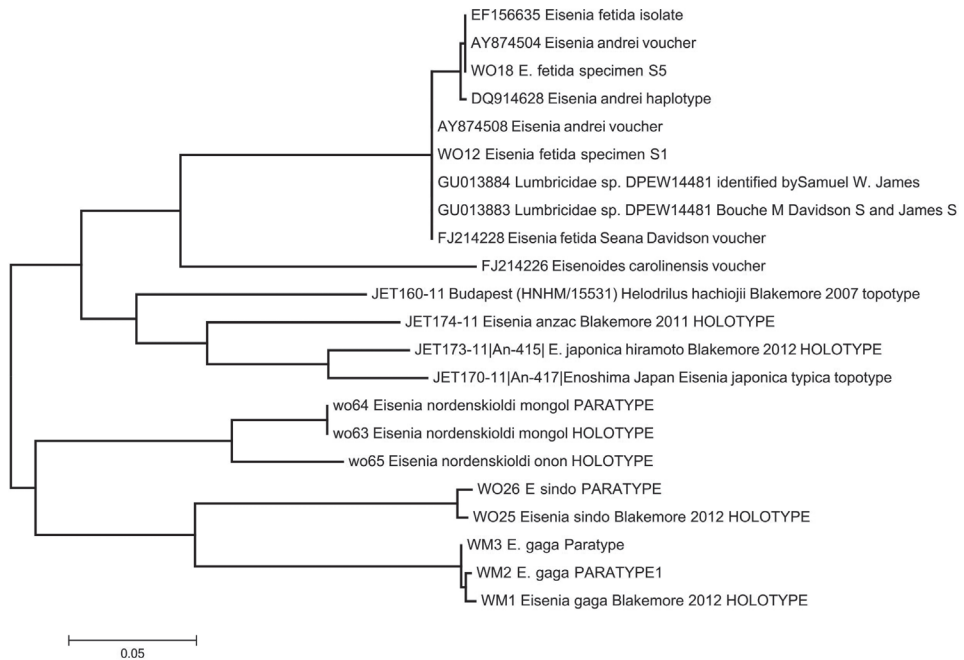 EF156635 Eisenia fetida isolate
AY874504 Eisenia andrei voucher
WO18 E. fetida specimen S5
DQ914628 Eisenia andrei haplotype
AY874508 Eisenia andrei voucher
WO12 Eisenia fetida specimen S1
GU013884 Lumbricidae sp. DPEW14481 identified bySamuel W. James
GU013883 Lumbricidae sp. DPEW14481 Bouche M Davidson S and James S
FJ214228 Eisenia fetida Seana Davidson voucher
FJ214226 Eisenoides carolinensis voucher
JET160-11 Budapest (HNHM/15531) Helodrilus hachiojii Blakemore 2007 topotype
JET174-11 Eisenia anzac Blakemore 2011 HOLOTYPE
JET173-11|An-415| E. japonica hiramoto Blakemore 2012 HOLOTYPE
JET170-11|An-417|Enoshima Japan Eisenia japonica typica topotype
wo64 Eisenia nordenskioldi mongol PARATYPE
wo63 Eisenia nordenskioldi mongol HOLOTYPE
wo65 Eisenia nordenskioldi onon HOLOTYPE
WO26 E sindo PARATYPE
WO25 Eisenia sindo Blakemore 2012 HOLOTYPE
WM3 E. gaga Paratype
WM2 E. gaga PARATYPE1
WM1 Eisenia gaga Blakemore 2012 HOLOTYPE
0.05